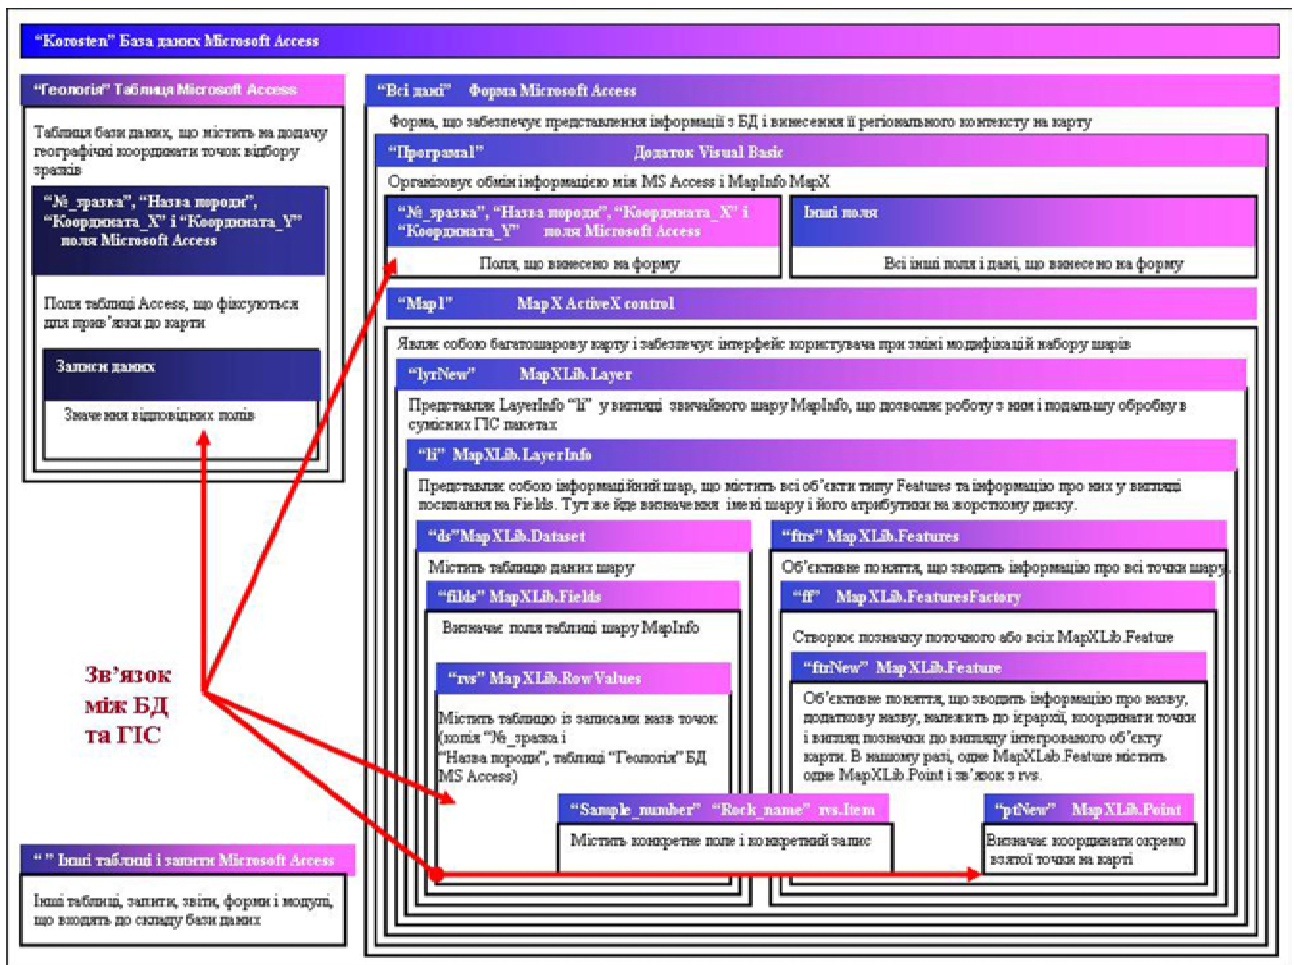 “Korosten” База даних Microsoft Access
“Геологія” Таблиця Microsoft Access
Таблиця бази даних, що містить на додачу
географічні координати точок відбору
зразків
“№_зразка”, “Назва породи”,
“Координата_X” і “Координата_Y”
поля Microsoft Access
Поля таблиці Access, що фіксуються
для прив’язки до карти
Записи даних
Значення відповідних полів
Зв’язок
між БД
та ГІС
“ ” Інші таблиці і запити Microsoft Access
Інші таблиці, запити, звіти, форми і модулі,
що входять до складу бази даних
“Всі дані” Форма Microsoft Access
Форма, що забезпечує представлення інформації з БД і винесення її регіонального контексту на карту
“Програма1” Додаток Visual Basic
Організовує обмін інформацією між MS Access і MapInfo MapX
“№_зразка”, “Назва породи”, “Координата_X” і
“Координата_Y” поля Microsoft Access
Поля, що винесено на форму
Інші поля
Всі інші поля і дані, що винесено на форму
“Map1” MapX ActiveX control
Являє собою багатошарову карту і забезпечує інтерфейс користувача при зміні модифікацій набору шарів
“lyrNew” MapXLib.Layer
Представляє LayerInfo “li” у вигляді звичайного шару MapInfo, що дозволяє роботу з ним і подальшу обробку в
сумісних ГІС пакетах
“li” MapXLib.LayerInfo
Представляє собою інформаційний шар, що містить всі об’єкти типу Features та інформацію про них у вигляді
посилання на Fields. Тут же йде визначення імені шару і його атрибутики на жорсткому диску.
“ds”MapXLib.Dataset
Містить таблицю даних шару
“filds” MapXLib.Fields
Визначає поля таблиці шару MapInfo
“rvs” MapXLib.RowValues
Містить таблицю із записами назв точок
(копія “№_зразка і
“Назва породи”, таблиці “Геологія” БД
MS Access)
“Sample_number” “Rock_name” rvs.Item
Містить конкретне поле і конкретний запис
“ftrs” MapXLib.Features
Об’єктивне поняття, що зводить інформацію про всі точки шару.
“ff” MapXLib.FeaturesFactory
Створює позначку поточного або всіх MapXLib.Feature
“ftrNew” MapXLib.Feature
Об’єктивне поняття, що зводить інформацію про назву,
додаткову назву, належить до ієрархії, координати точки
і вигляд позначки до вигляду інтегрованого об’єкту
карти. В нашому разі, одне MapXLab.Feature містить
одне MapXLib.Point і зв’язок з rvs.
“ptNew” MapXLib.Point
Визначає координати окремо
взятої точки на карті